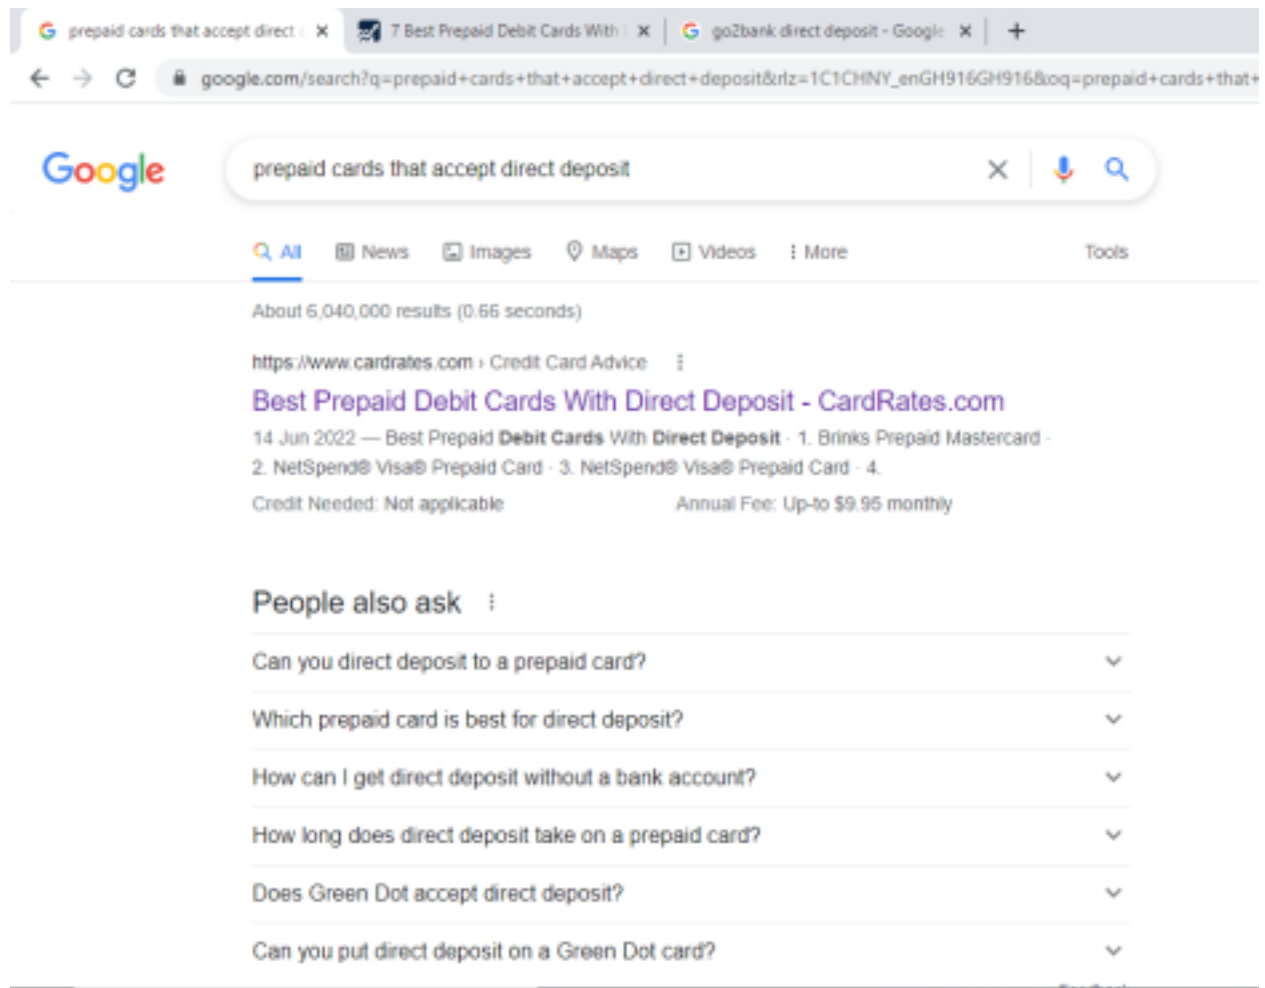 prepaid cards that accept direct
7 Best Prepaid Debit Cards With
go2bank direct deposit - Google
google.com/search?q=prepaid+cards+that+accept+direct+deposit&rlz=1C1CHNY_enGH916GH916&oq=prepaid+cards+that+
Google
prepaid cards that accept direct deposit
All
News
Images
Maps
Videos
More
Tools
About 6,040,000 results (0.66 seconds)
https://www.cardrates.com › Credit Card Advice
Best Prepaid Debit Cards With Direct Deposit - CardRates.com
14 Jun 2022 — Best Prepaid Debit Cards With Direct Deposit · 1. Brinks Prepaid Mastercard ·
2. NetSpend® Visa® Prepaid Card · 3. NetSpend® Visa® Prepaid Card · 4.
Credit Needed: Not applicable
Annual Fee: Up-to $9.95 monthly
People also ask
Can you direct deposit to a prepaid card?
Which prepaid card is best for direct deposit?
How can I get direct deposit without a bank account?
How long does direct deposit take on a prepaid card?
Does Green Dot accept direct deposit?
Can you put direct deposit on a Green Dot card?